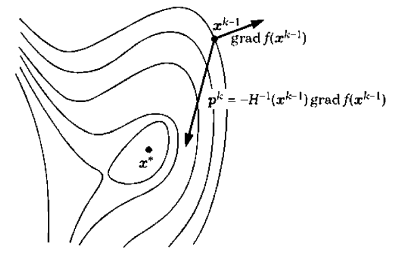 x^{k-1}
grad f(x^{k-1})
p^k = -H^{-1}(x^{k-1}) grad f(x^{k-1})
x*